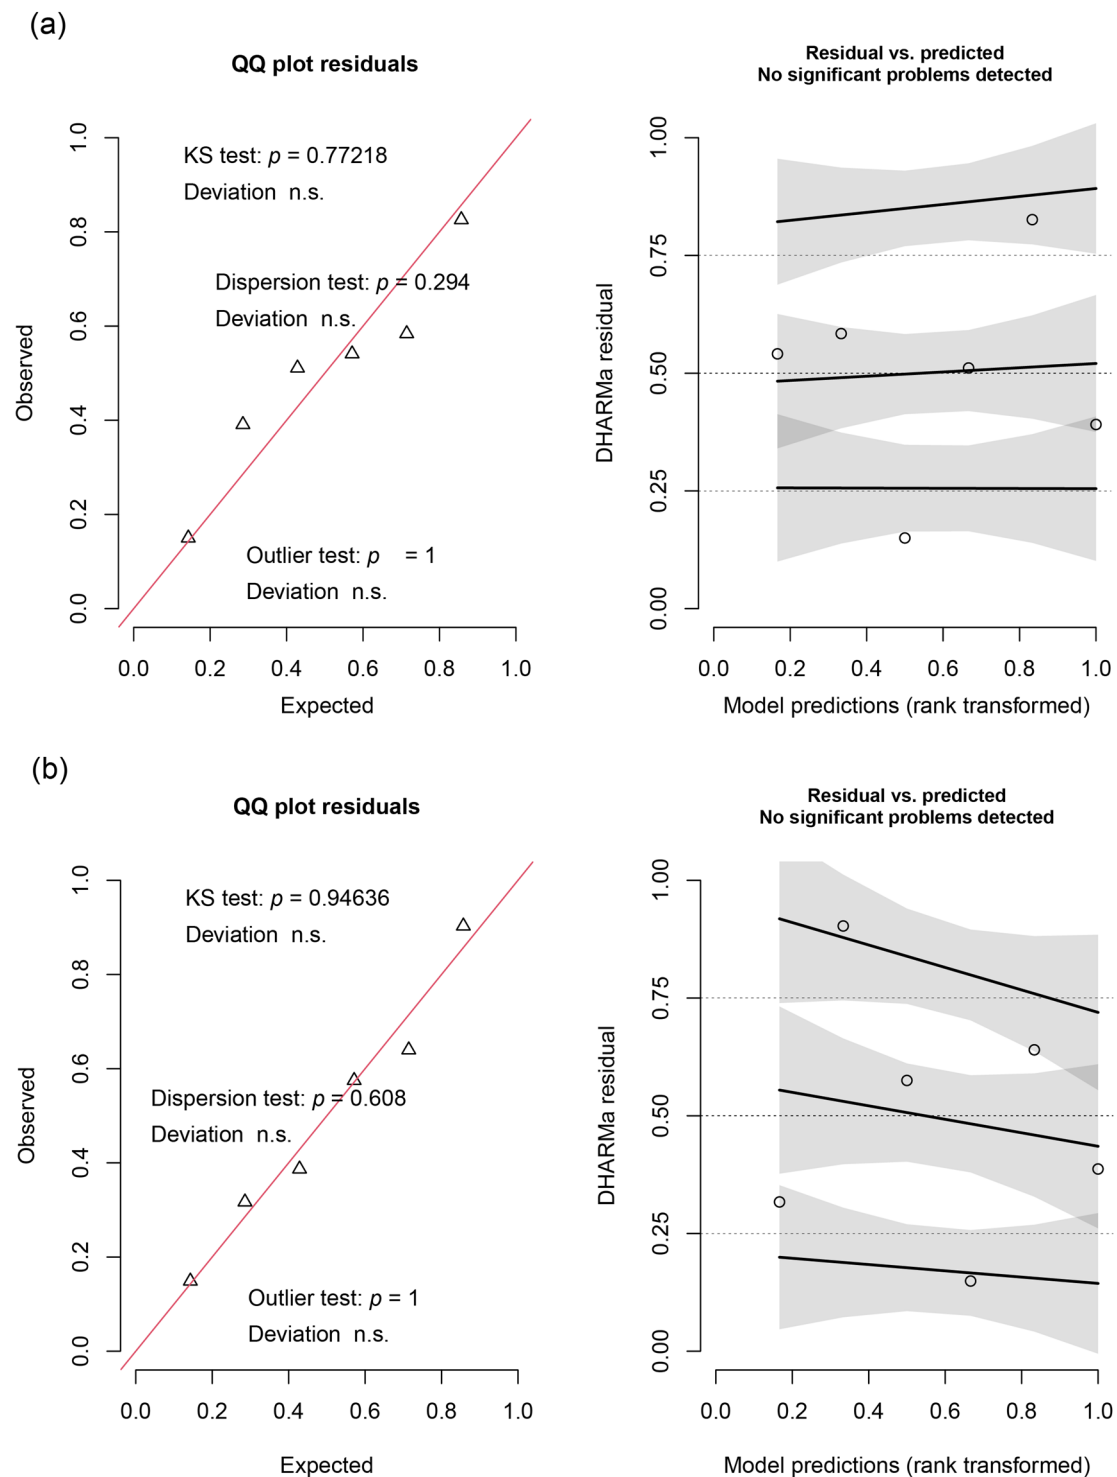 (a)
QQ plot residuals
KS test: p = 0.77218
Deviation n.s.
Dispersion test: p = 0.294
Deviation n.s.
Outlier test: p = 1
Deviation n.s.
Observed
0.0 0.2 0.4 0.6 0.8 1.0
0.0 0.2 0.4 0.6 0.8 1.0
Expected
Residual vs. predicted
No significant problems detected
DHARMa residual
0.00 0.25 0.50 0.75 1.00
0.0 0.2 0.4 0.6 0.8 1.0
Model predictions (rank transformed)
(b)
QQ plot residuals
KS test: p = 0.94636
Deviation n.s.
Dispersion test: p = 0.608
Deviation n.s.
Outlier test: p = 1
Deviation n.s.
Observed
0.0 0.2 0.4 0.6 0.8 1.0
0.0 0.2 0.4 0.6 0.8 1.0
Expected
Residual vs. predicted
No significant problems detected
DHARMa residual
0.00 0.25 0.50 0.75 1.00
0.0 0.2 0.4 0.6 0.8 1.0
Model predictions (rank transformed)